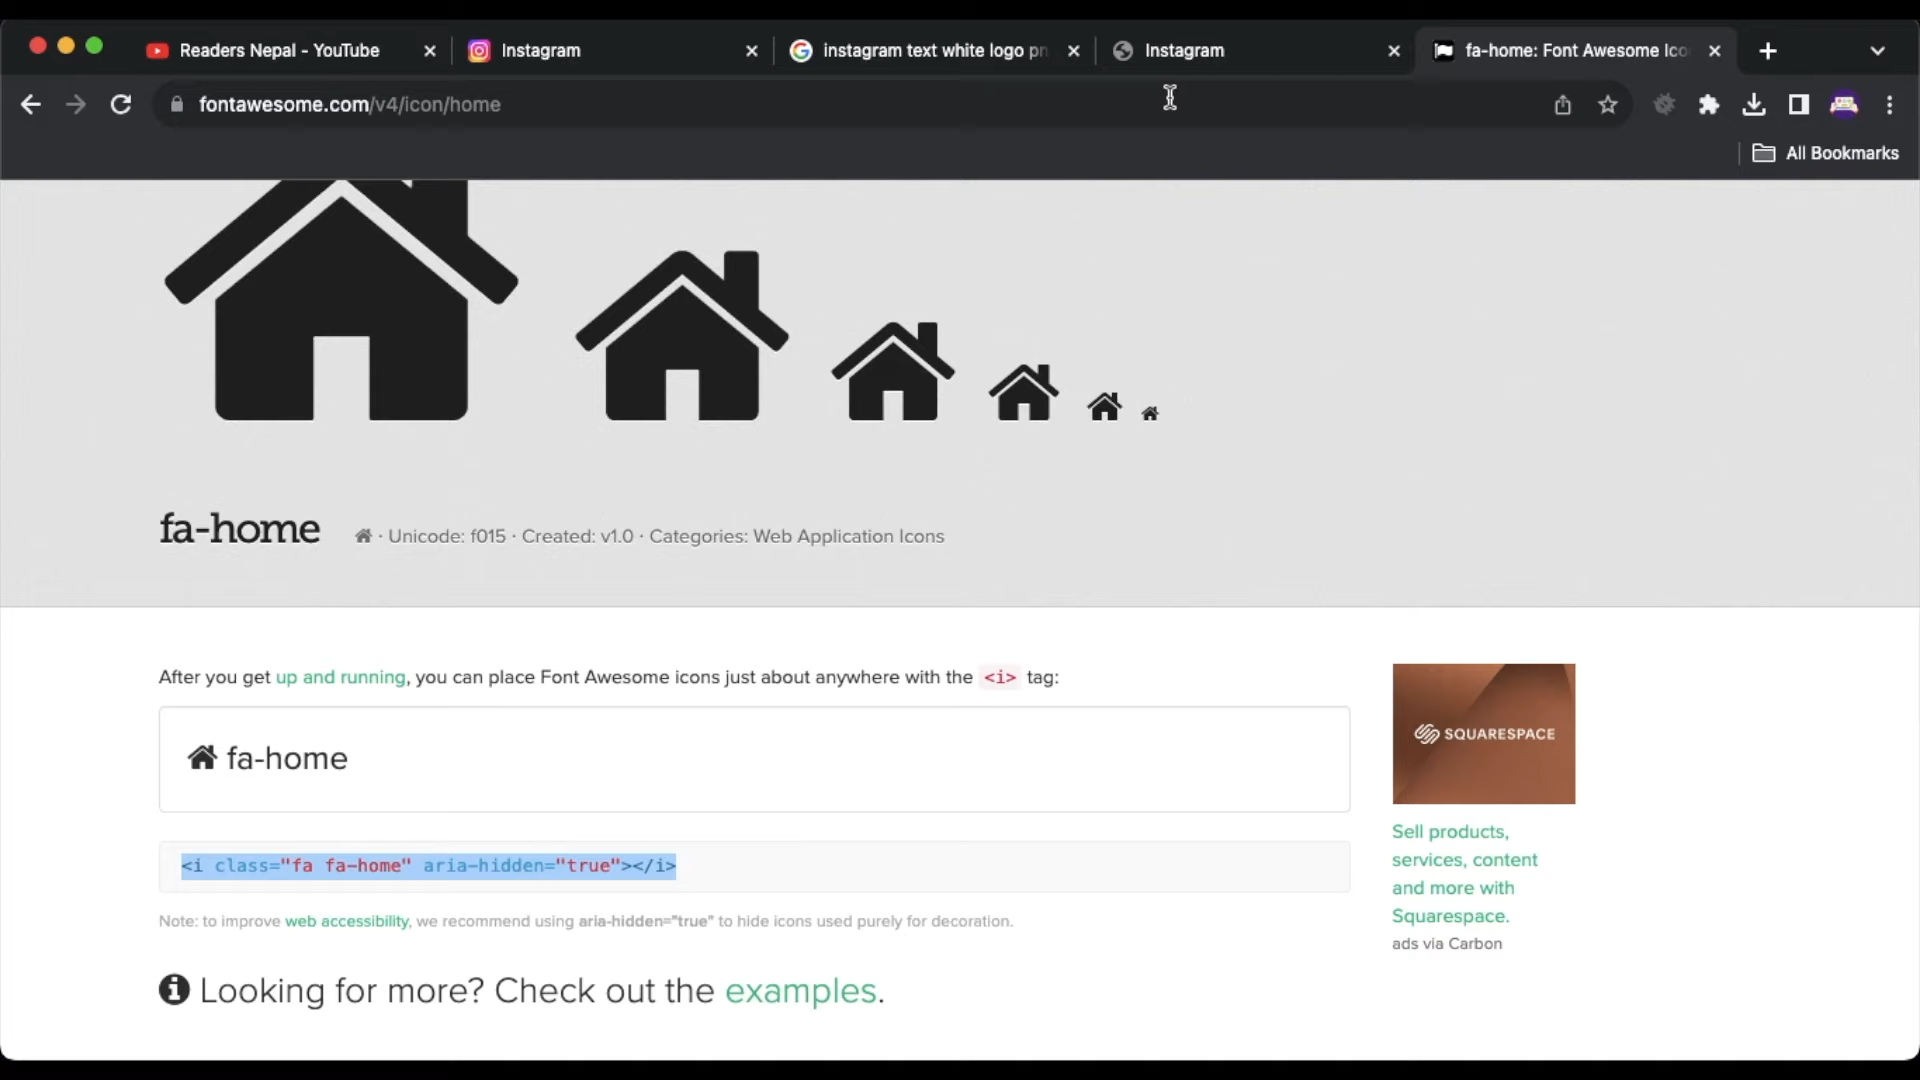 Readers Nepal - YouTube
Instagram
instagram text white logo pn
Instagram
fa-home: Font Awesome Ico
fontawesome.com/v4/icon/home
All Bookmarks
fa-home
· Unicode: f015 · Created: v1.0 · Categories: Web Application Icons
After you get up and running, you can place Font Awesome icons just about anywhere with the <i> tag:
fa-home
<i class="fa fa-home" aria-hidden="true"></i>
Note: to improve web accessibility, we recommend using aria-hidden="true" to hide icons used purely for decoration.
Looking for more? Check out the examples.
SQUARESPACE
Sell products,
services, content
and more with
Squarespace.
ads via Carbon